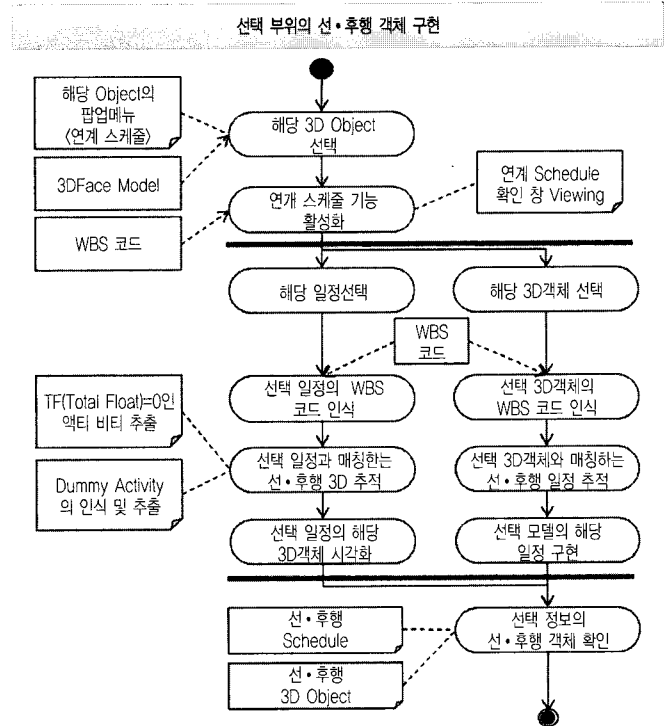 선택 부위의 선•후행 객체 구현
해당 Object의
팝업메뉴
〈연계 스케줄〉
해당 3D Object
선택
3DFace Model
연계 Schedule
확인 창 Viewing
연개 스케줄 기능
활성화
WBS 코드
해당 일정선택
해당 3D객체 선택
WBS
코드
선택 일정의 WBS
코드 인식
선택 3D객체의
WBS 코드 인식
TF(Total Float)=0인
액티 비티 추출
선택 일정과 매칭한는
선•후행 3D 추적
선택 3D객체와 매칭하는
선•후행 일정 추적
Dummy Activity
의 인식 및 추출
선택 일정의 해당
3D객체 시각화
선택 모델의 해당
일정 구현
선•후행
Schedule
선택 정보의
선•후행 객체 확인
선•후행
3D Object